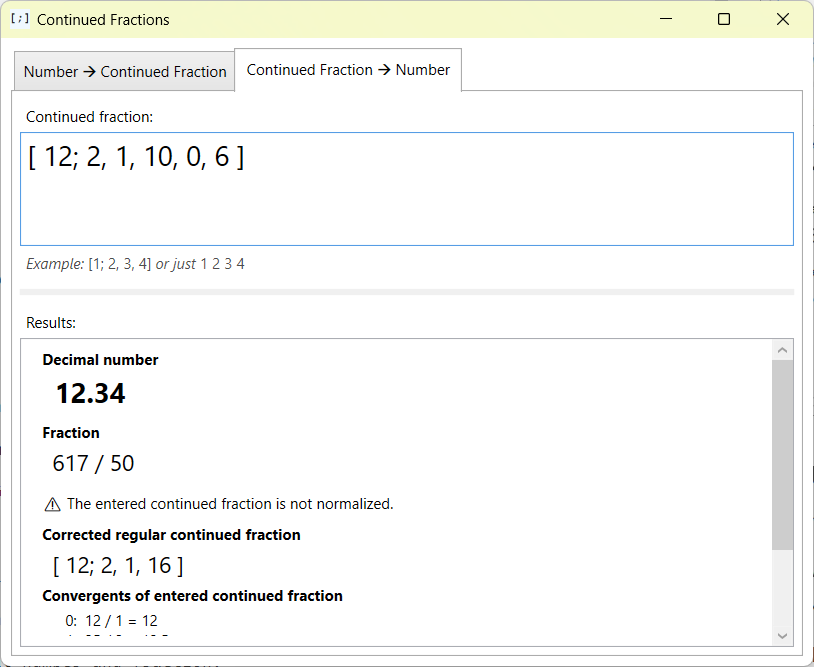 [;] Continued Fractions
Number → Continued Fraction
Continued Fraction → Number
Continued fraction:
[ 12; 2, 1, 10, 0, 6 ]
Example: [1; 2, 3, 4] or just 1 2 3 4
Results:
Decimal number
12.34
Fraction
617 / 50
⚠ The entered continued fraction is not normalized.
Corrected regular continued fraction
[ 12; 2, 1, 16 ]
Convergents of entered continued fraction
0: 12 / 1 = 12